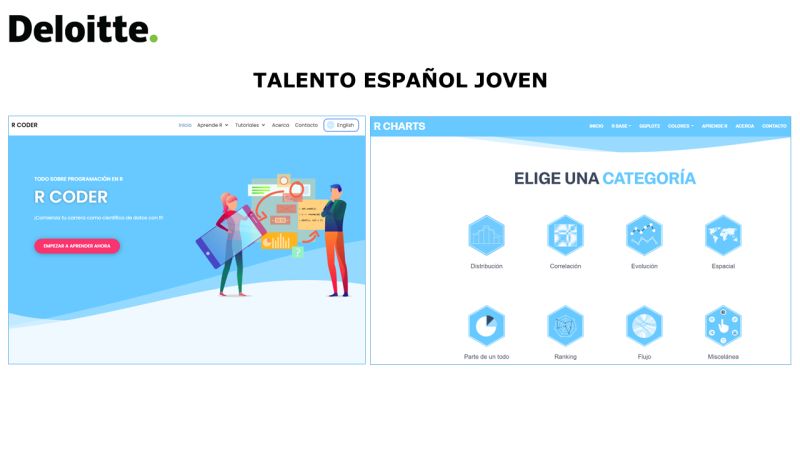 Deloitte.
TALENTO ESPAÑOL JOVEN
R CODER
Inicio Aprende R Tutoriales Acerca Contacto English
TODO SOBRE PROGRAMACIÓN EN R
R CODER
¡Comienza tu carrera como científico de datos con R!
EMPEZAR A APRENDER AHORA
R CHARTS
INICIO R BASE GGPLOT2 COLORES APRENDE R ACERCA CONTACTO
ELIGE UNA CATEGORÍA
Distribución Correlación Evolución Espacial
Parte de un todo Ranking Flujo Miscelánea